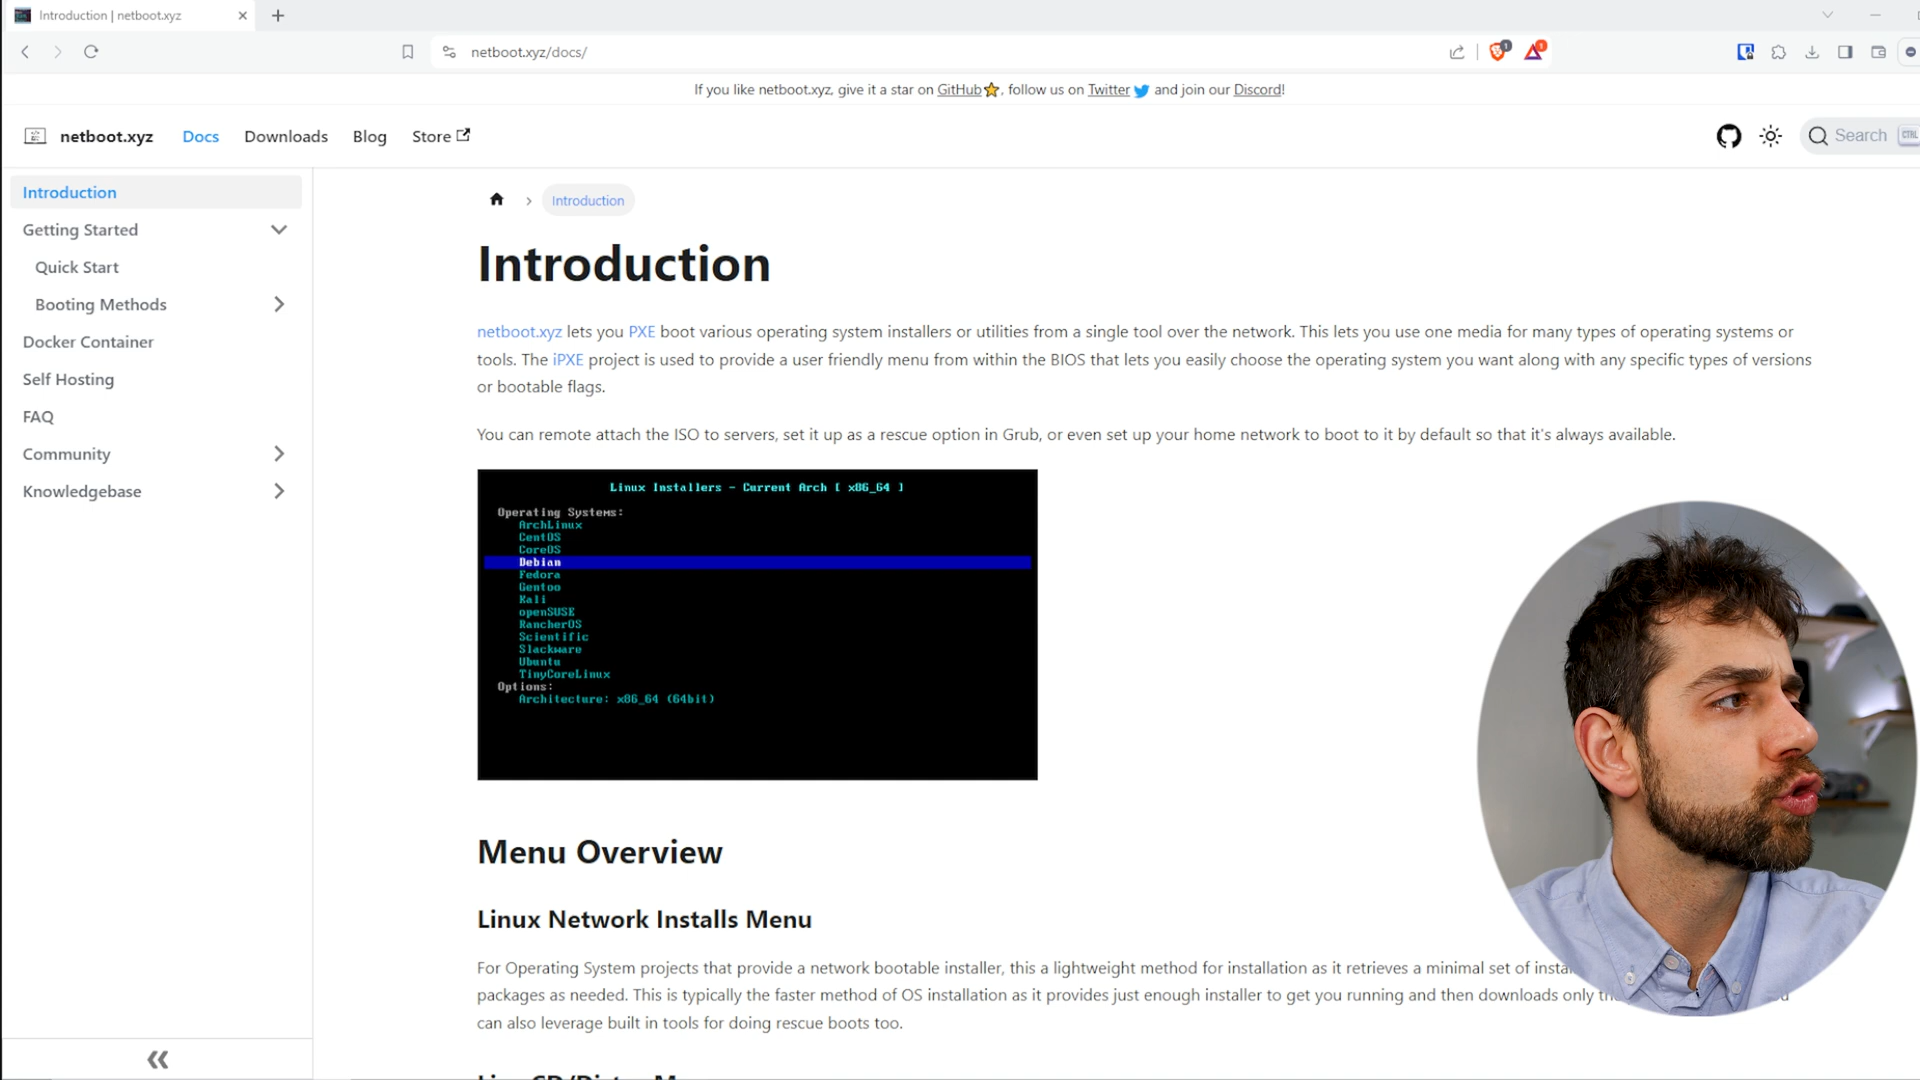 Introduction | netboot.xyz
netboot.xyz/docs/
1
1
If you like netboot.xyz, give it a star on GitHub⭐, follow us on Twitter and join our Discord!
netboot.xyz Docs Downloads Blog Store
Search CTRL
Introduction
Getting Started
Quick Start
Booting Methods
Docker Container
Self Hosting
FAQ
Community
Knowledgebase
Introduction
Introduction
netboot.xyz lets you PXE boot various operating system installers or utilities from a single tool over the network. This lets you use one media for many types of operating systems or
tools. The iPXE project is used to provide a user friendly menu from within the BIOS that lets you easily choose the operating system you want along with any specific types of versions
or bootable flags.
You can remote attach the ISO to servers, set it up as a rescue option in Grub, or even set up your home network to boot to it by default so that it's always available.
Linux Installers - Current Arch [ x86_64 ]
Operating Systems:
ArchLinux
CentOS
CoreOS
Debian
Fedora
Gentoo
Kali
openSUSE
RancherOS
Scientific
Slackware
Ubuntu
TinyCoreLinux
Options:
Architecture: x86_64 (64bit)
Menu Overview
Linux Network Installs Menu
For Operating System projects that provide a network bootable installer, this a lightweight method for installation as it retrieves a minimal set of
packages as needed. This is typically the faster method of OS installation as it provides just enough installer to get you running and then downloads only
can also leverage built in tools for doing rescue boots too.